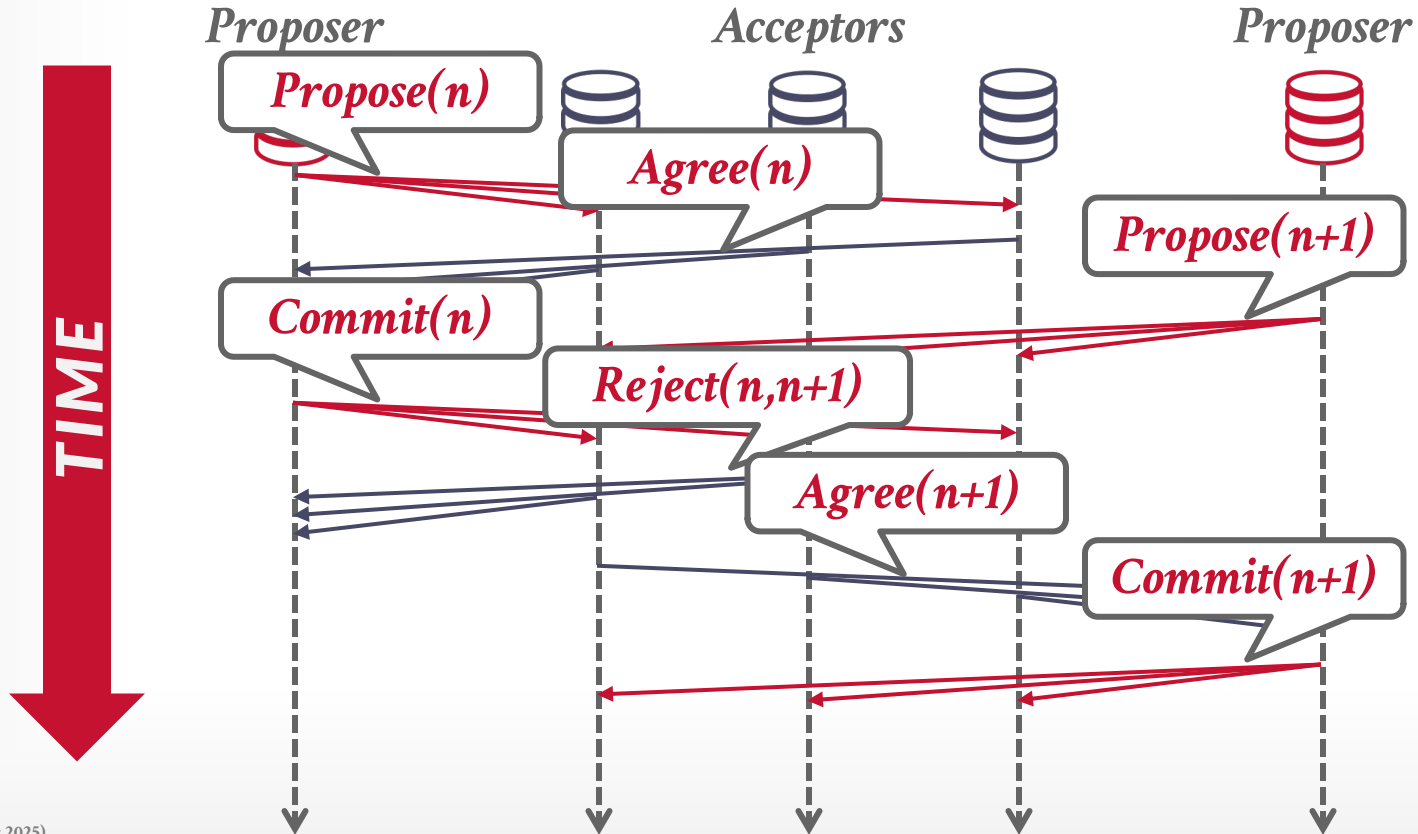 Proposer
Acceptors
Proposer
Propose(n)
Agree(n)
Propose(n+1)
Commit(n)
Reject(n,n+1)
Agree(n+1)
Commit(n+1)
TIME
2025)